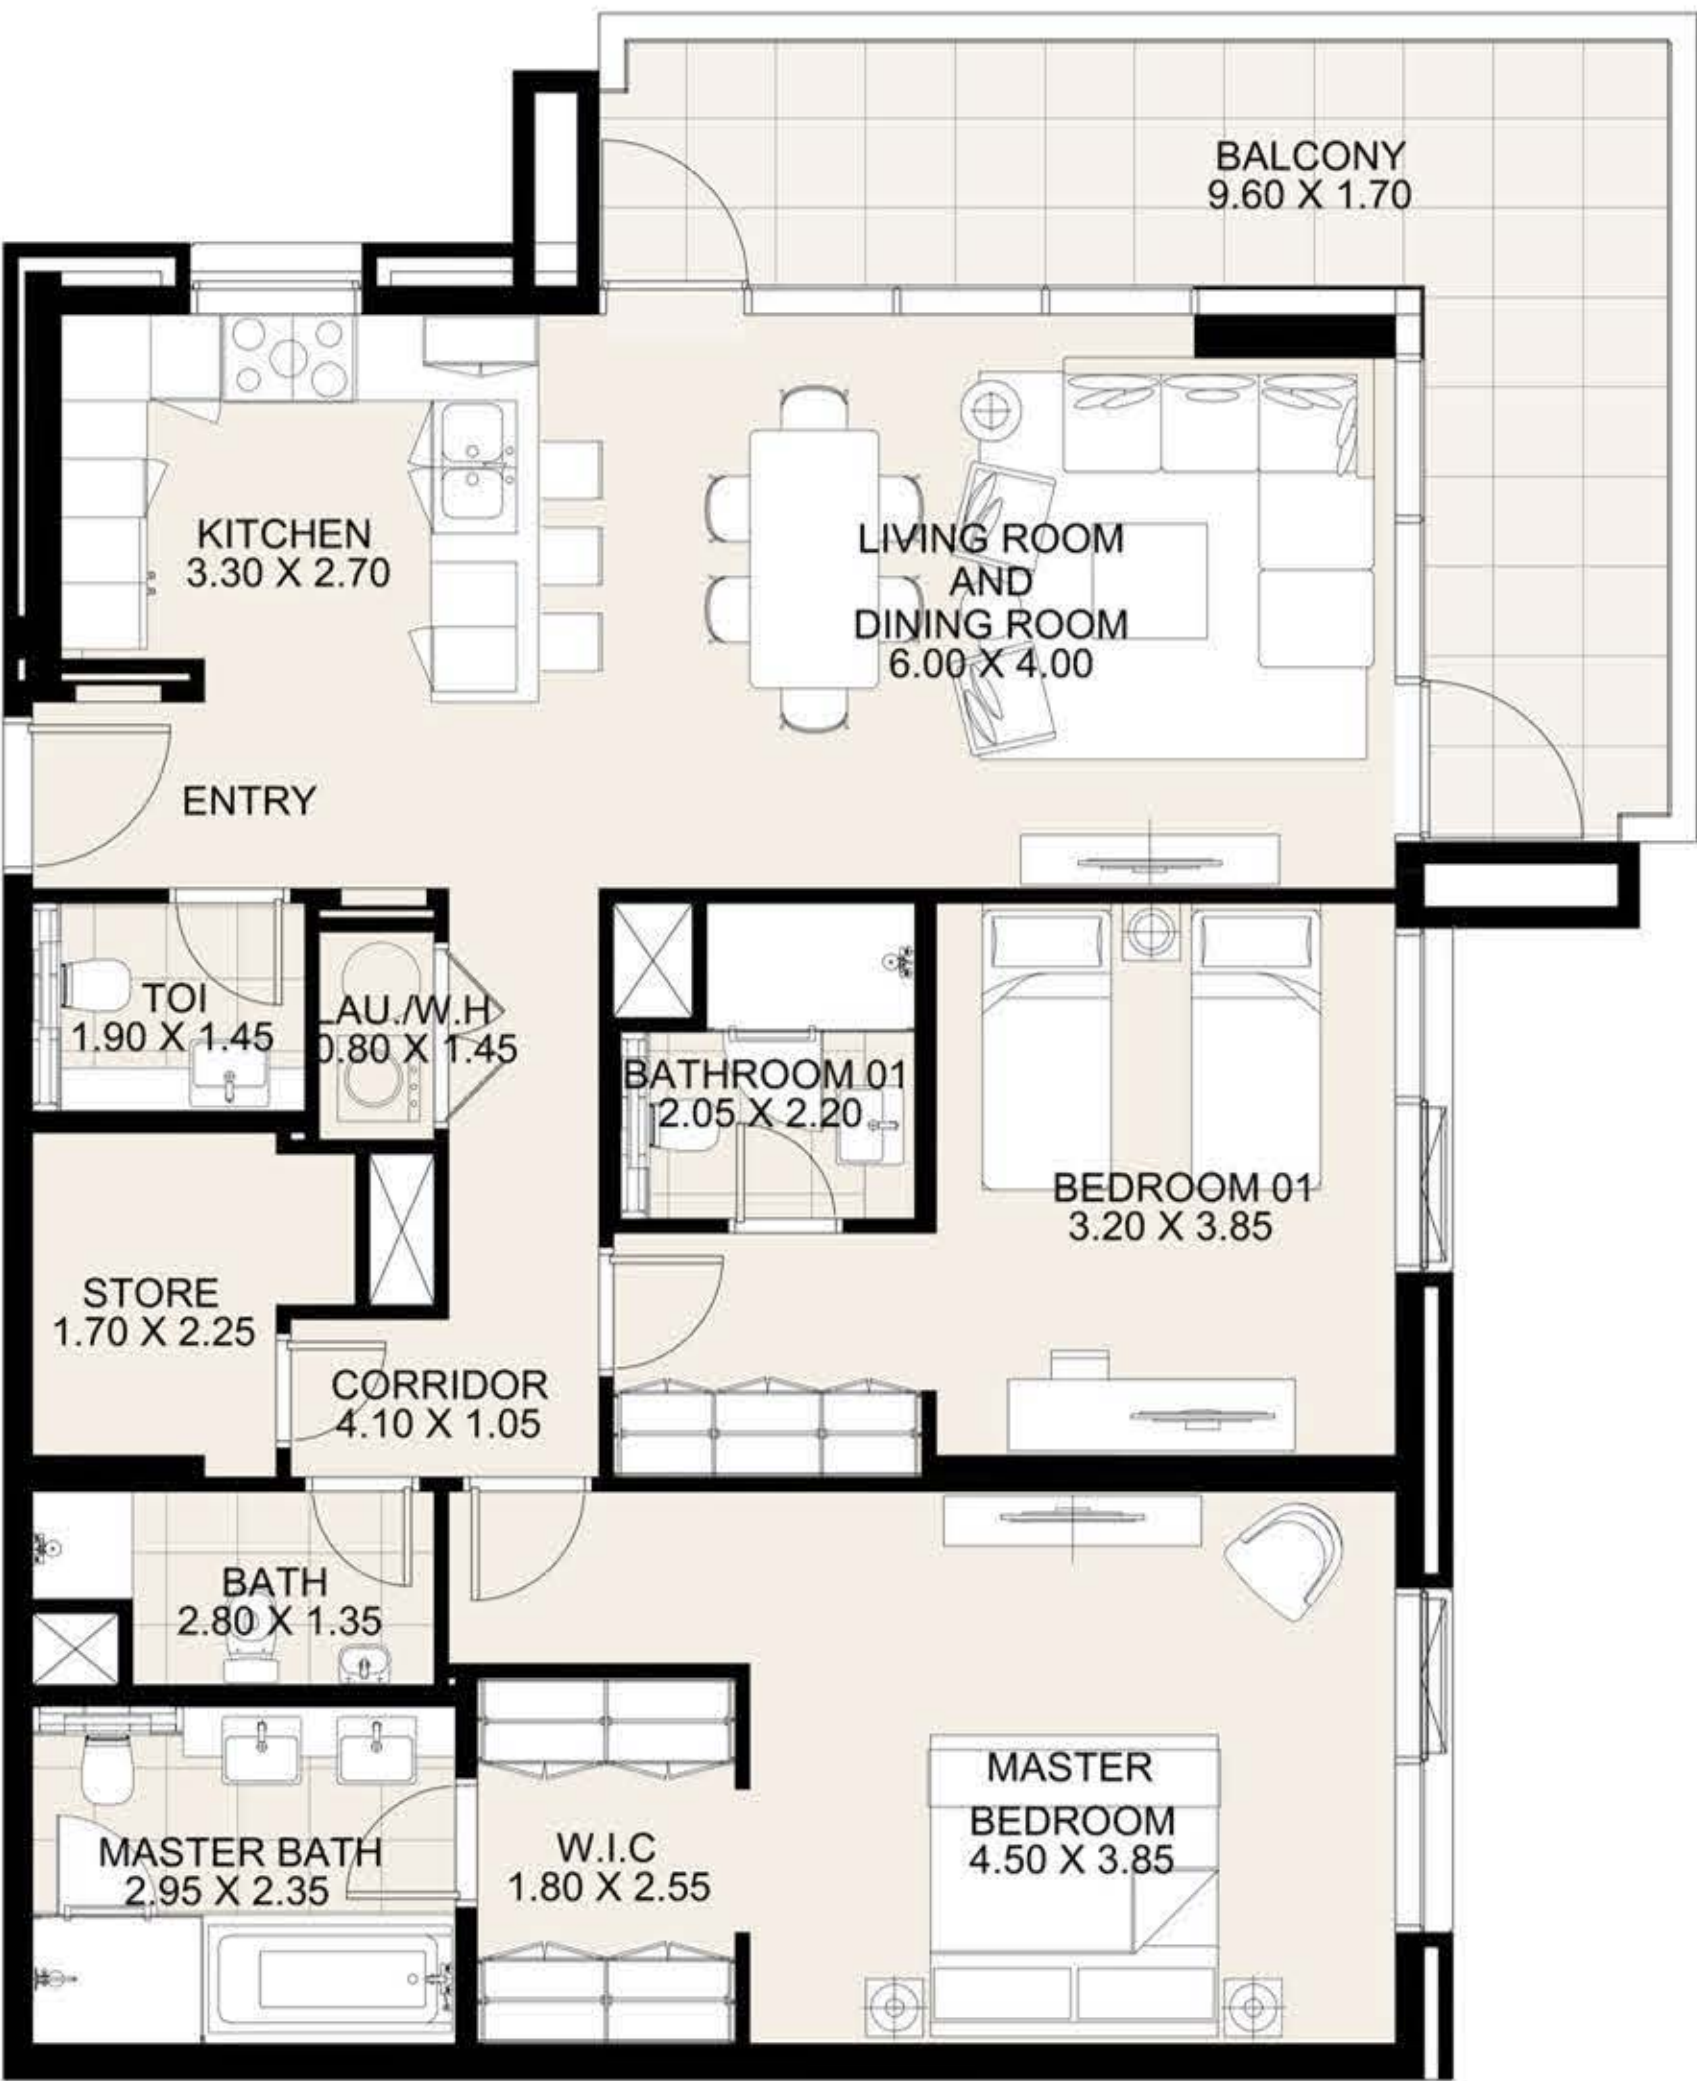 BALCONY
9.60 X 1.70
KITCHEN
3.30 X 2.70
LIVING ROOM
AND
DINING ROOM
6.00 X 4.00
ENTRY
TOI
1.90 X 1.45
LAU./W.H
0.80 X 1.45
BATHROOM 01
2.05 X 2.20
BEDROOM 01
3.20 X 3.85
STORE
1.70 X 2.25
CORRIDOR
4.10 X 1.05
BATH
2.80 X 1.35
MASTER BATH
2.95 X 2.35
W.I.C
1.80 X 2.55
MASTER
BEDROOM
4.50 X 3.85